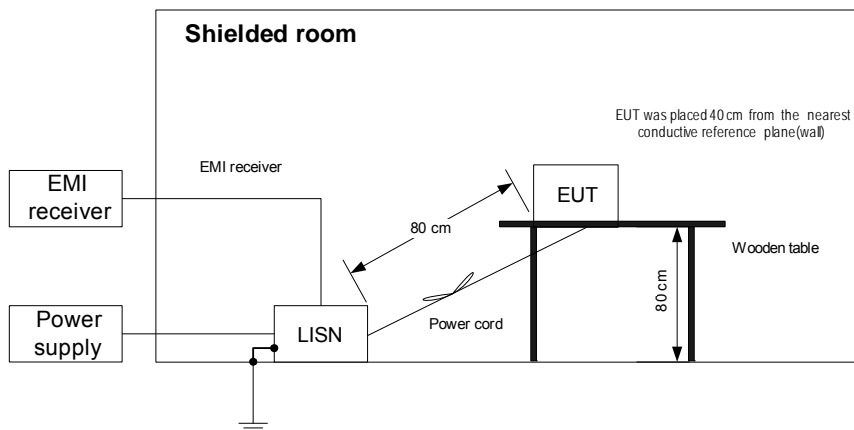 Shielded room
EUT was placed 40 cm from the nearest
conductive reference plane(wall)
EMI receiver
EMI
receiver
EUT
80 cm
Wooden table
80 cm
Power
supply
LISN
Power cord